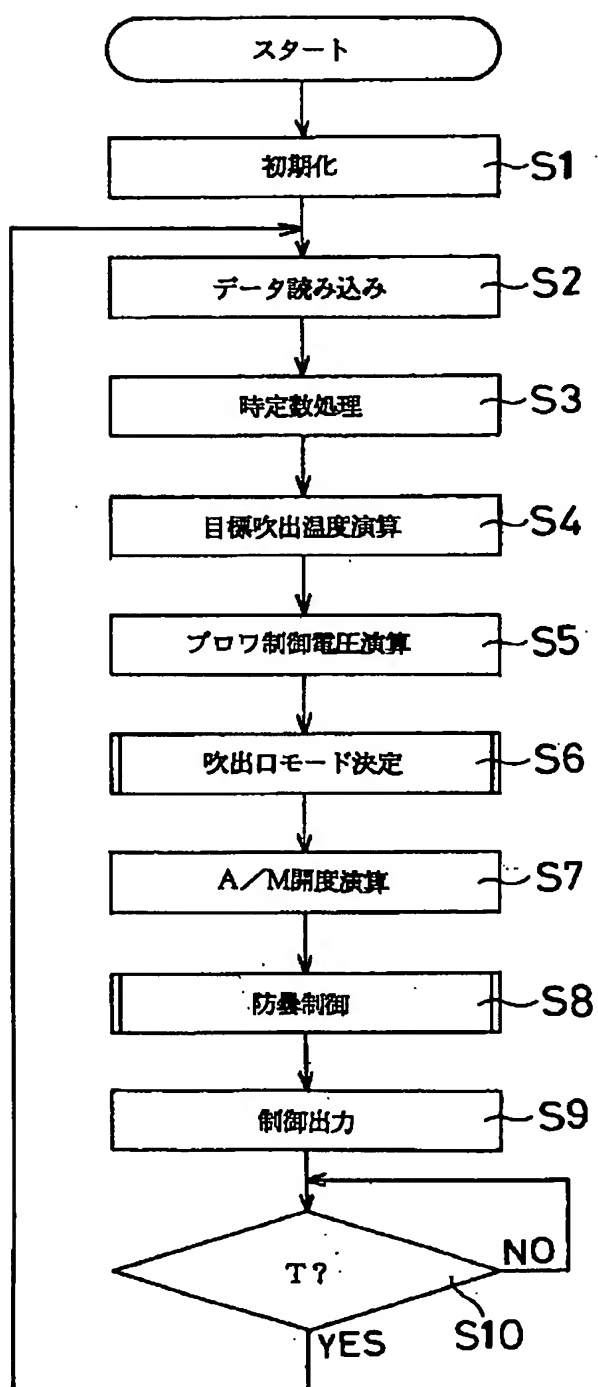 スタート
初期化 S1
データ読み込み S2
時定数処理 S3
目標吹出温度演算 S4
ブロワ制御電圧演算 S5
吹出口モード決定 S6
A/M開度演算 S7
防曇制御 S8
制御出力 S9
T? NO
S10
YES